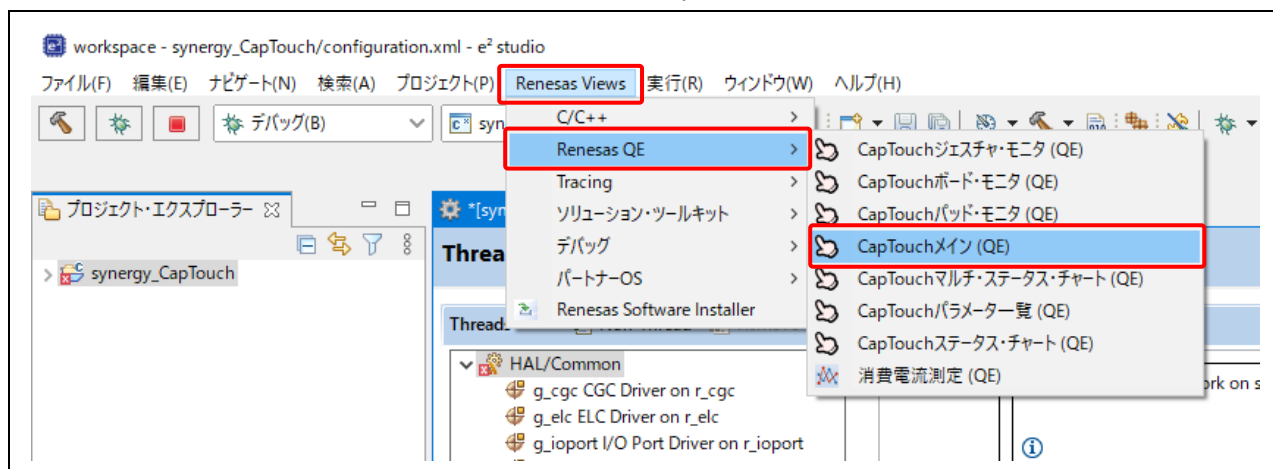 workspace - synergy_CapTouch/configuration.xml - e² studio
ファイル(F) 編集(E) ナビゲート(N) 検索(A) プロジェクト(P) Renesas Views 実行(R) ウィンドウ(W) ヘルプ(H)
デバッグ(B)
syn
C/C++
Renesas QE
Tracing
ソリューション・ツールキット
デバッグ
パートナーOS
Renesas Software Installer
CapTouchジェスチャ・モニタ (QE)
CapTouchボード・モニタ (QE)
CapTouchパッド・モニタ (QE)
CapTouchメイン (QE)
CapTouchマルチ・ステータス・チャート (QE)
CapTouchパラメーター一覧 (QE)
CapTouchステータス・チャート (QE)
消費電流測定 (QE)
プロジェクト・エクスプローラー
synergy_CapTouch
*[syn
Threa
Threads
HAL/Common
g_cgc CGC Driver on r_cgc
g_elc ELC Driver on r_elc
g_ioport I/O Port Driver on r_ioport
ork on s